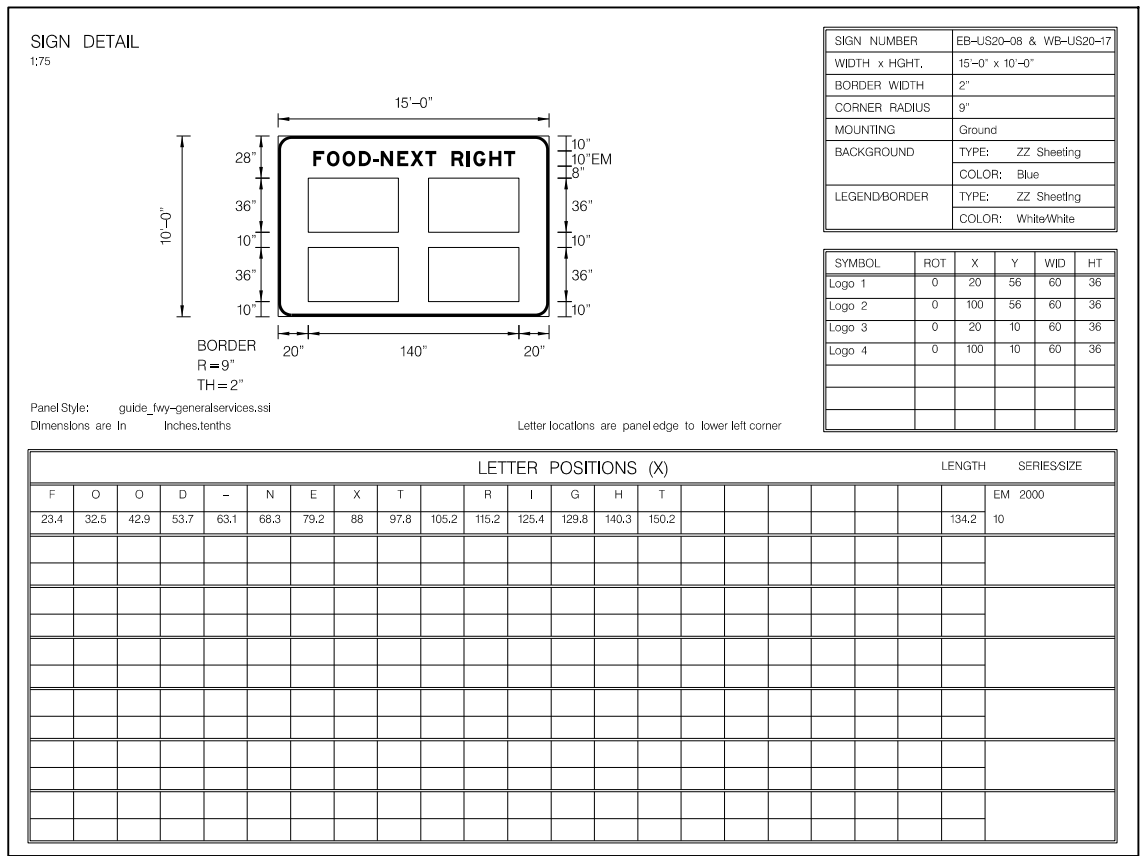 SIGN DETAIL
1:75
15'–0"
28"
36"
10"
36"
10"
10'–0"
FOOD-NEXT RIGHT
10"
10"EM
8"
36"
10"
36"
10"
20"
140"
20"
BORDER
R=9"
TH=2"
Panel Style: guide_fwy–generalservices.ssi
Dimensions are in inches.tenths
Letter locations are panel edge to lower left corner
SIGN NUMBER EB–US20–08 & WB–US20–17
WIDTH x HGHT. 15'–0" x 10'–0"
BORDER WIDTH 2"
CORNER RADIUS 9"
MOUNTING Ground
BACKGROUND TYPE: ZZ Sheeting
COLOR: Blue
LEGEND/BORDER TYPE: ZZ Sheeting
COLOR: White/White
SYMBOL ROT X Y WID HT
Logo 1 0 20 56 60 36
Logo 2 0 100 56 60 36
Logo 3 0 20 10 60 36
Logo 4 0 100 10 60 36
LETTER POSITIONS (X) LENGTH SERIES/SIZE
F O O D – N E X T R I G H T EM 2000
23.4 32.5 42.9 53.7 63.1 68.3 79.2 88 97.8 105.2 115.2 125.4 129.8 140.3 150.2 134.2 10